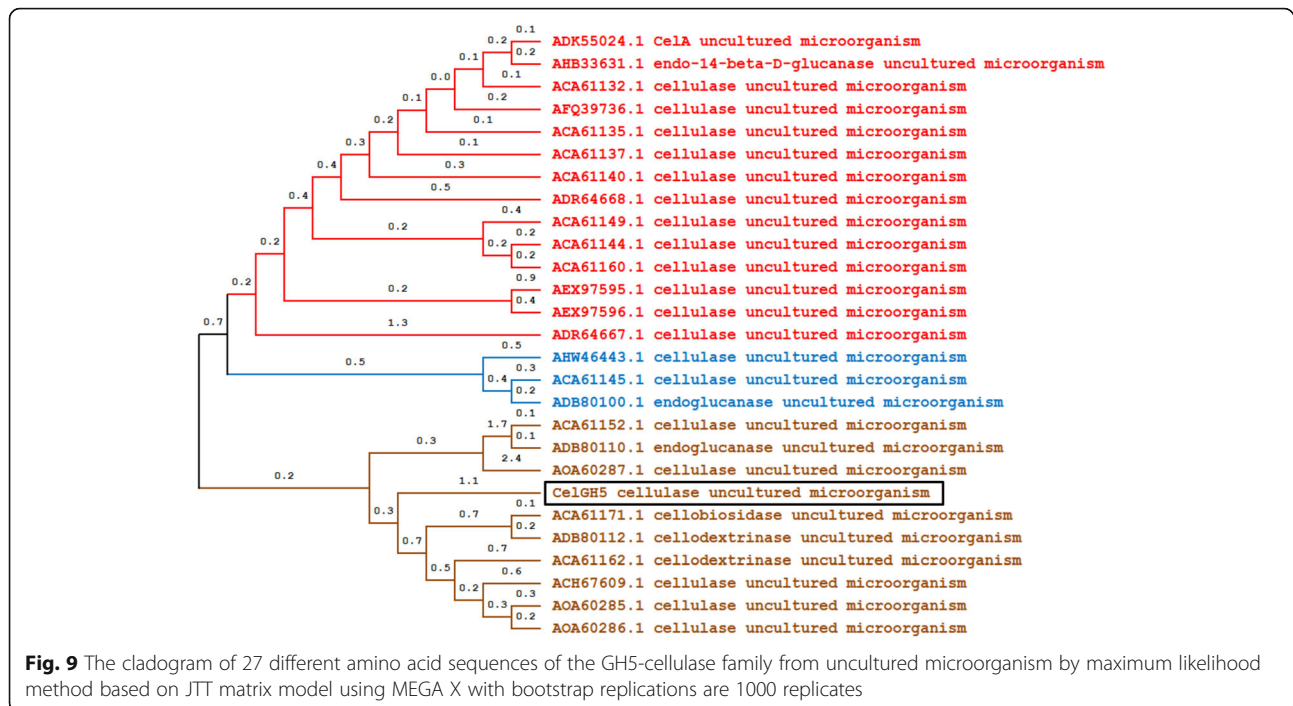 0.1
0.2 ADK55024.1 CelA uncultured microorganism
0.1 0.2 AHB33631.1 endo-14-beta-D-glucanase uncultured microorganism
0.0 0.1 ACA61132.1 cellulase uncultured microorganism
0.1 0.2 AFQ39736.1 cellulase uncultured microorganism
0.2 0.1 ACA61135.1 cellulase uncultured microorganism
0.3 0.1 ACA61137.1 cellulase uncultured microorganism
0.4 0.3 ACA61140.1 cellulase uncultured microorganism
0.4 0.5 ADR64668.1 cellulase uncultured microorganism
0.4 ACA61149.1 cellulase uncultured microorganism
0.2 0.2 0.2 0.2 ACA61144.1 cellulase uncultured microorganism
0.2 ACA61160.1 cellulase uncultured microorganism
0.2 0.9 AEX97595.1 cellulase uncultured microorganism
0.2 0.4 AEX97596.1 cellulase uncultured microorganism
0.7 1.3 ADR64667.1 cellulase uncultured microorganism
0.5 AHW46443.1 cellulase uncultured microorganism
0.5 0.4 0.3 ACA61145.1 cellulase uncultured microorganism
0.2 ADB80100.1 endoglucanase uncultured microorganism
1.7 0.1 ACA61152.1 cellulase uncultured microorganism
0.3 0.1 ADB80110.1 endoglucanase uncultured microorganism
0.2 2.4 AOA60287.1 cellulase uncultured microorganism
1.1 CelGH5 cellulase uncultured microorganism
0.3 0.7 0.1 ACA61171.1 cellobiosidase uncultured microorganism
0.7 0.2 ADB80112.1 cellodextrinase uncultured microorganism
0.5 0.7 ACA61162.1 cellodextrinase uncultured microorganism
0.2 0.6 ACH67609.1 cellulase uncultured microorganism
0.3 0.3 AOA60285.1 cellulase uncultured microorganism
0.2 AOA60286.1 cellulase uncultured microorganism
Fig. 9 The cladogram of 27 different amino acid sequences of the GH5-cellulase family from uncultured microorganism by maximum likelihood
method based on JTT matrix model using MEGA X with bootstrap replications are 1000 replicates